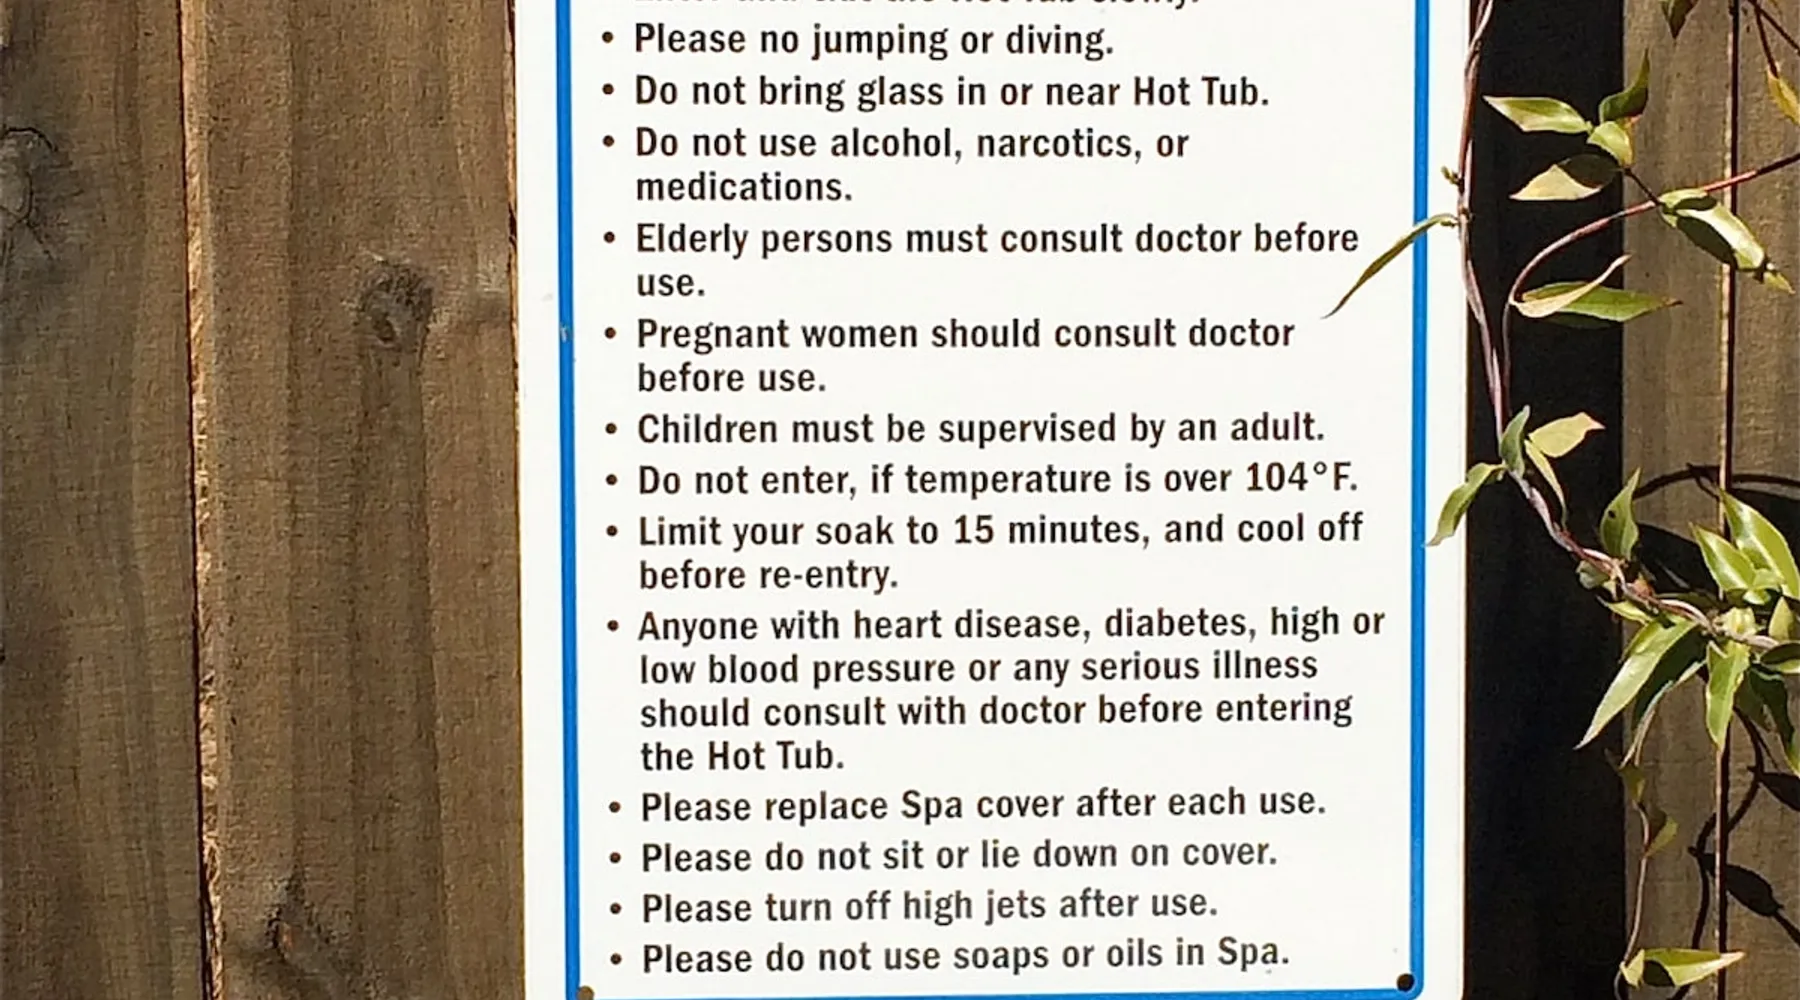 • Please no jumping or diving.
• Do not bring glass in or near Hot Tub.
• Do not use alcohol, narcotics, or
medications.
• Elderly persons must consult doctor before
use.
• Pregnant women should consult doctor
before use.
• Children must be supervised by an adult.
• Do not enter, if temperature is over 104°F.
• Limit your soak to 15 minutes, and cool off
before re-entry.
• Anyone with heart disease, diabetes, high or
low blood pressure or any serious illness
should consult with doctor before entering
the Hot Tub.
• Please replace Spa cover after each use.
• Please do not sit or lie down on cover.
• Please turn off high jets after use.
• Please do not use soaps or oils in Spa.